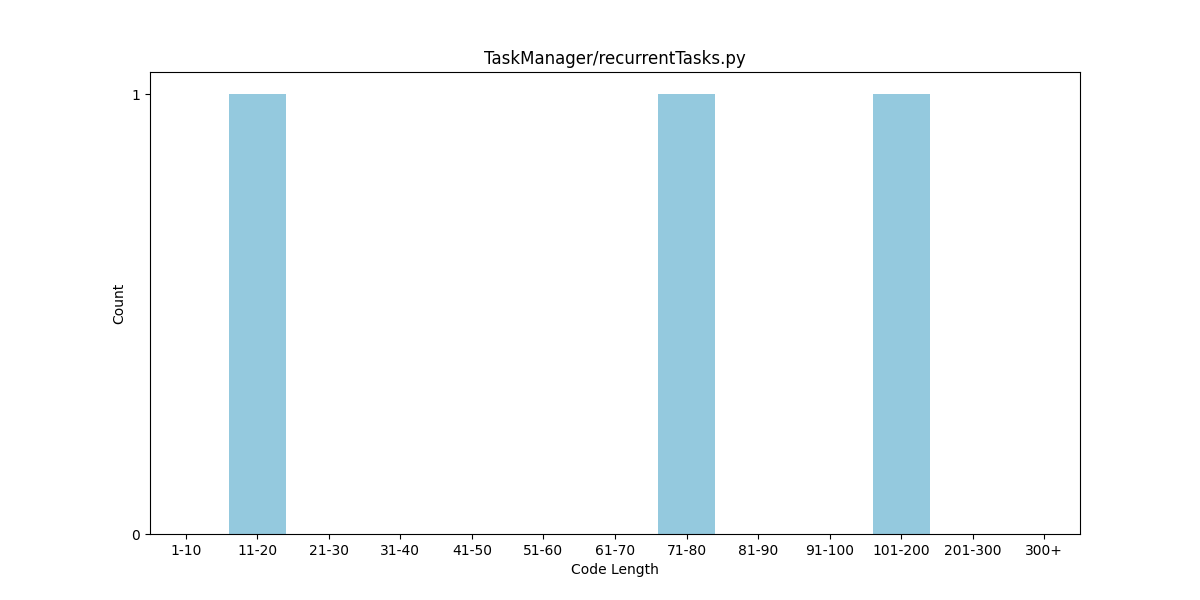 TaskManager/recurrentTasks.py
1
Count
0
1-10 11-20 21-30 31-40 41-50 51-60 61-70 71-80 81-90 91-100 101-200 201-300 300+
Code Length